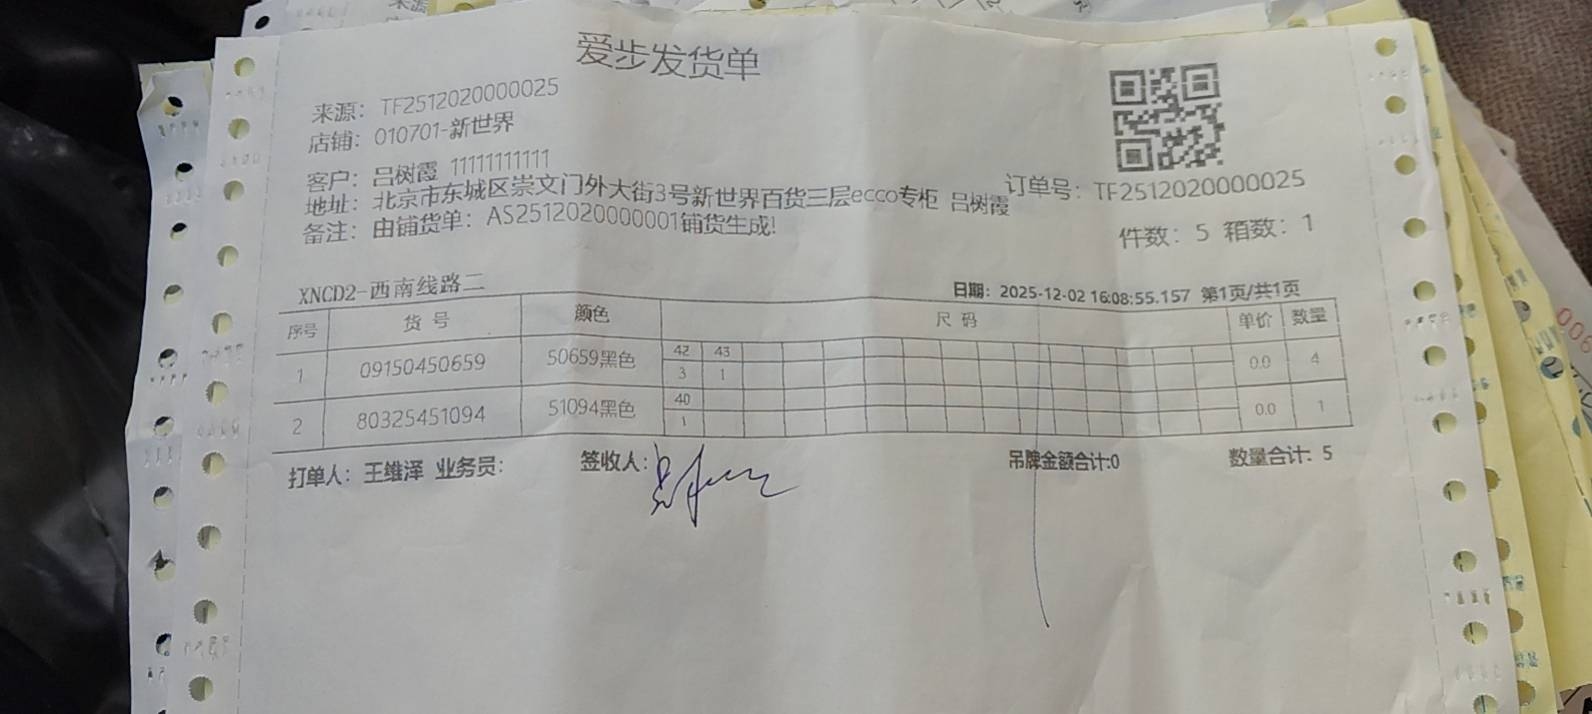 爱步发货单
来源：TF2512020000025
店铺：010701-新世界
客户：吕树霞 11111111111
地址：北京市东城区崇文门外大街3号新世界百货三层ecco专柜 吕树霞
订单号：TF2512020000025
备注：由铺货单：AS2512020000001铺货生成!
件数：5 箱数：1
XNCD2-西南线路二
日期：2025-12-02 16:08:55.157 第1页/共1页
序号 货 号 颜色 尺 码 单价 数量
42 43
1 09150450659 50659黑色 0.0 4
3 1
40
2 80325451094 51094黑色 0.0 1
1
打单人：王维泽 业务员： 签收人： 吊牌金额合计:0 数量合计: 5